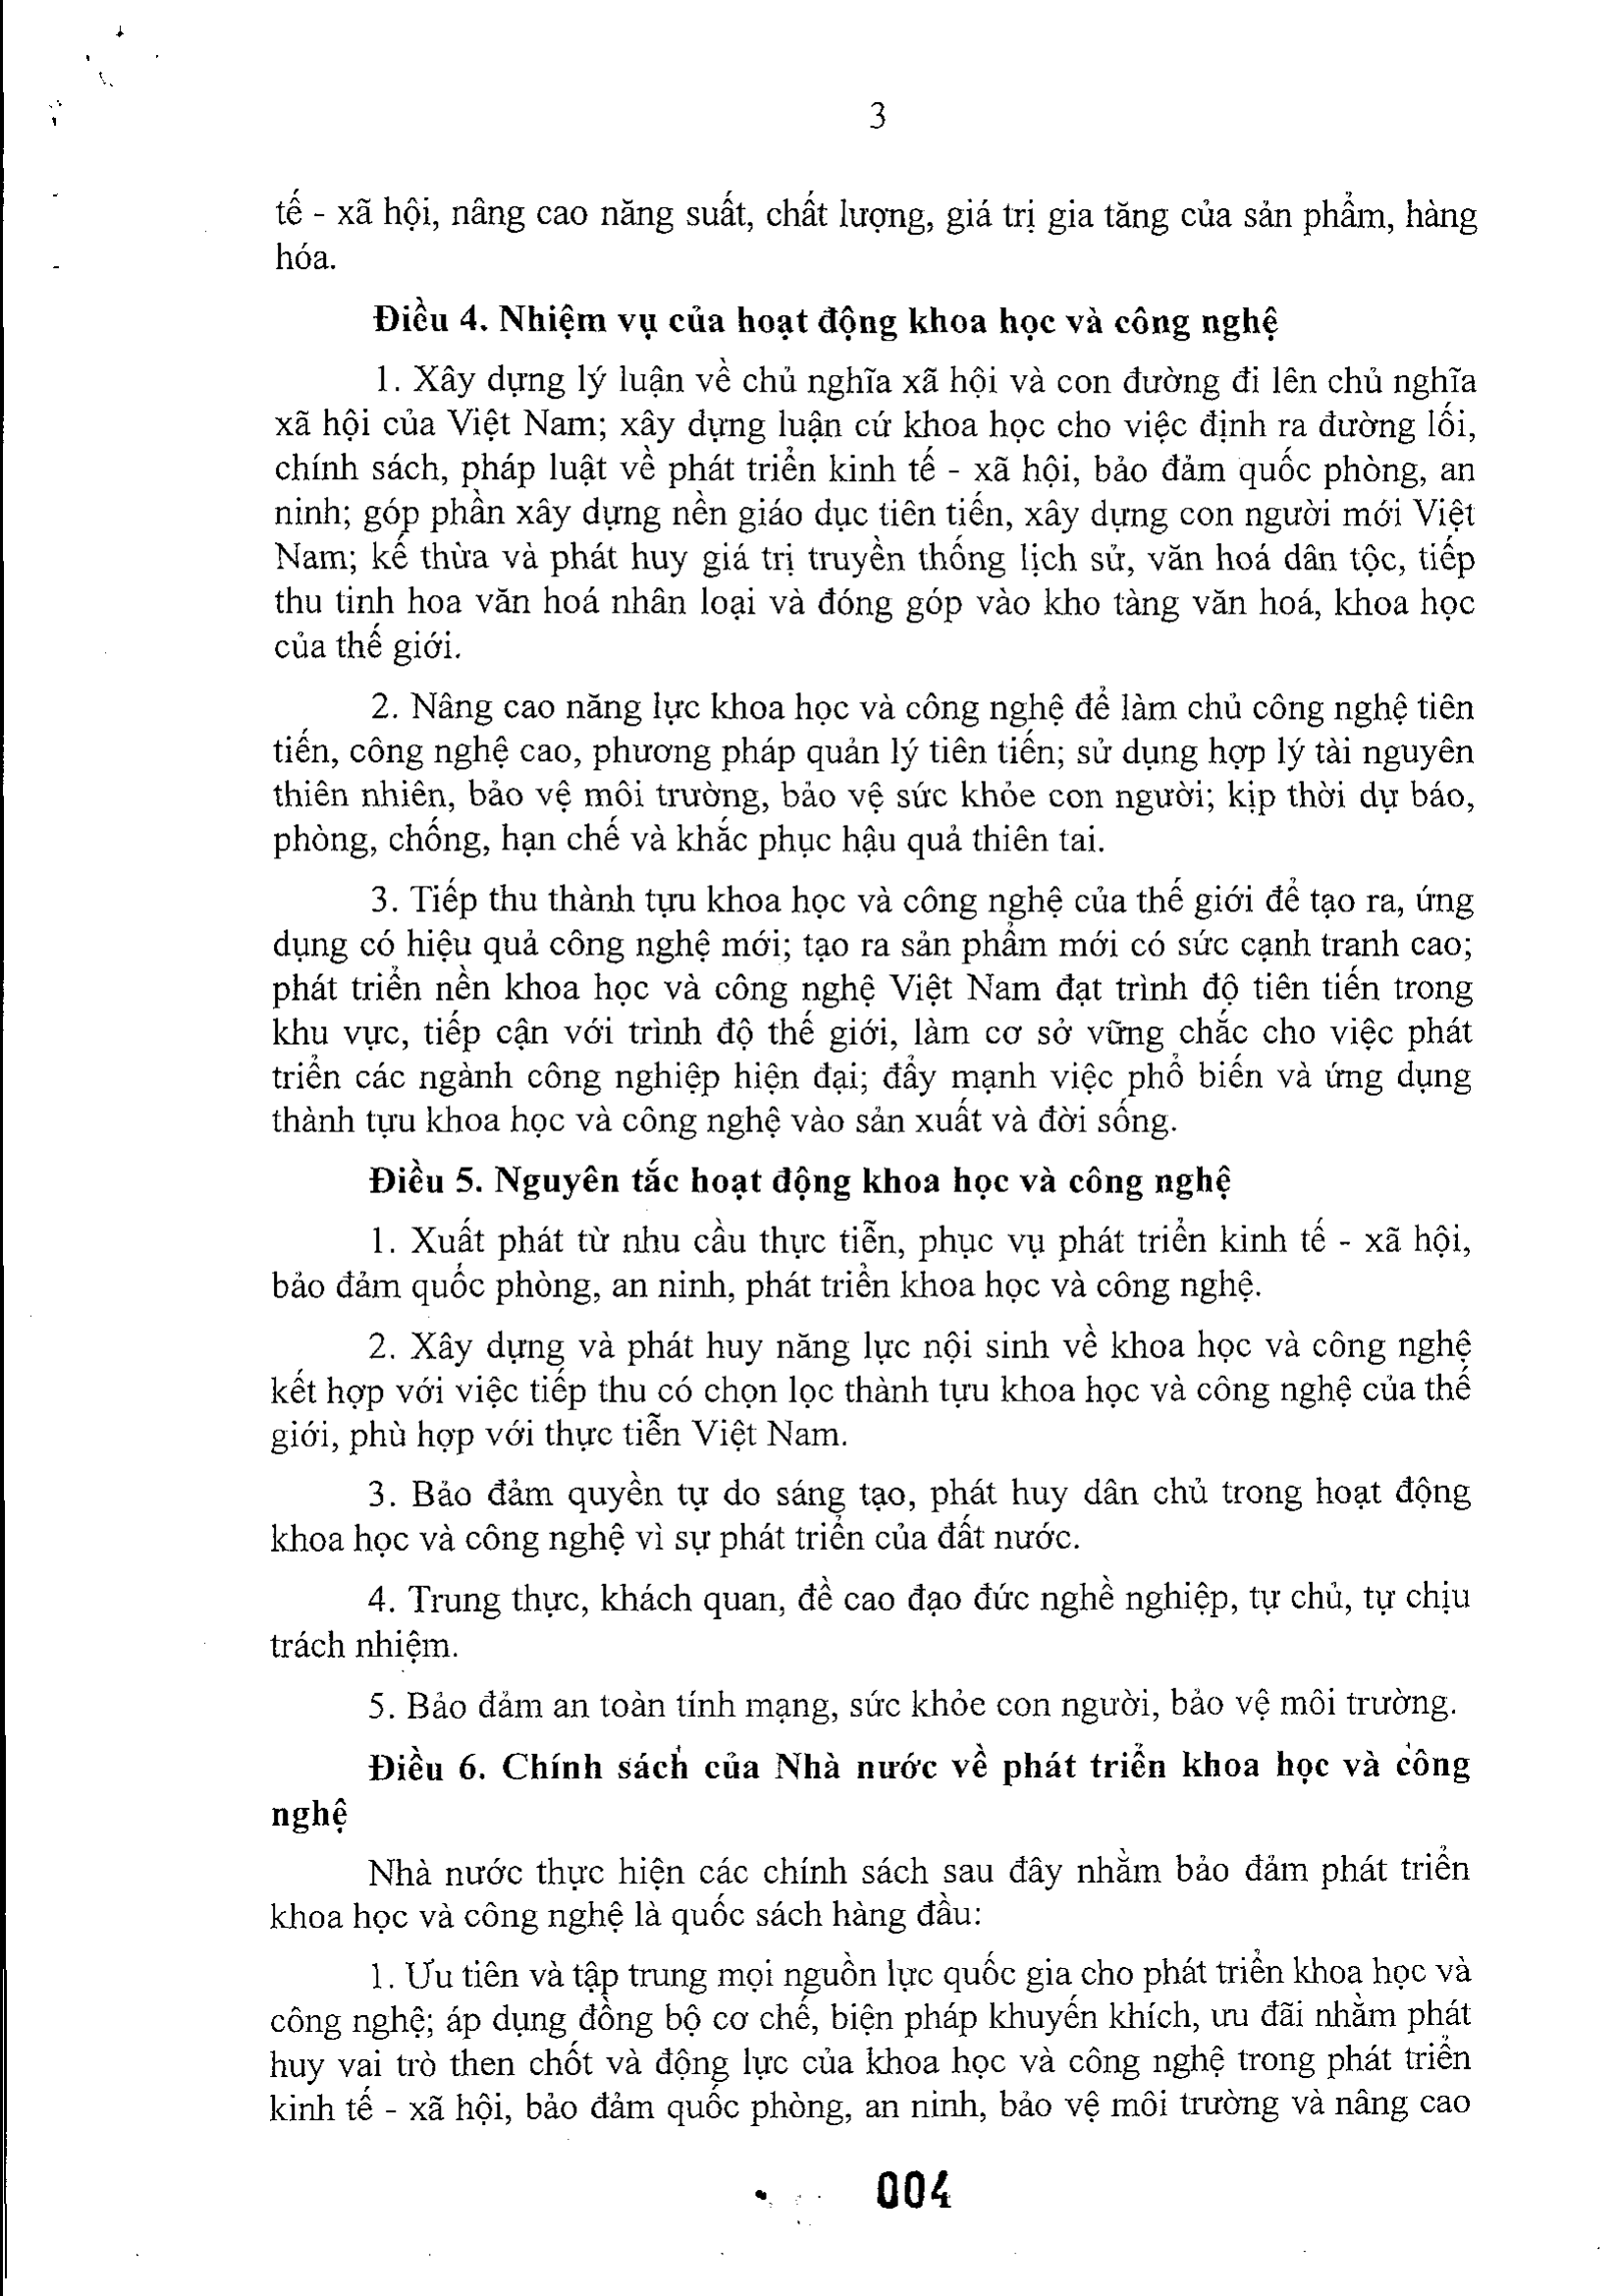 3
tế - xã hội, nâng cao năng suất, chất lượng, giá trị gia tăng của sản phẩm, hàng
hóa.
Điều 4. Nhiệm vụ của hoạt động khoa học và công nghệ
1. Xây dựng lý luận về chủ nghĩa xã hội và con đường đi lên chủ nghĩa
xã hội của Việt Nam; xây dựng luận cứ khoa học cho việc định ra đường lối,
chính sách, pháp luật về phát triển kinh tế - xã hội, bảo đảm quốc phòng, an
ninh; góp phần xây dựng nền giáo dục tiên tiến, xây dựng con người mới Việt
Nam; kế thừa và phát huy giá trị truyền thống lịch sử, văn hoá dân tộc, tiếp
thu tinh hoa văn hoá nhân loại và đóng góp vào kho tàng văn hoá, khoa học
của thế giới.
2. Nâng cao năng lực khoa học và công nghệ để làm chủ công nghệ tiên
tiến, công nghệ cao, phương pháp quản lý tiên tiến; sử dụng hợp lý tài nguyên
thiên nhiên, bảo vệ môi trường, bảo vệ sức khỏe con người; kịp thời dự báo,
phòng, chống, hạn chế và khắc phục hậu quả thiên tai.
3. Tiếp thu thành tựu khoa học và công nghệ của thế giới để tạo ra, ứng
dụng có hiệu quả công nghệ mới; tạo ra sản phẩm mới có sức cạnh tranh cao;
phát triển nền khoa học và công nghệ Việt Nam đạt trình độ tiên tiến trong
khu vực, tiếp cận với trình độ thế giới, làm cơ sở vững chắc cho việc phát
triển các ngành công nghiệp hiện đại; đẩy mạnh việc phổ biến và ứng dụng
thành tựu khoa học và công nghệ vào sản xuất và đời sống.
Điều 5. Nguyên tắc hoạt động khoa học và công nghệ
1. Xuất phát từ nhu cầu thực tiễn, phục vụ phát triển kinh tế - xã hội,
bảo đảm quốc phòng, an ninh, phát triển khoa học và công nghệ.
2. Xây dựng và phát huy năng lực nội sinh về khoa học và công nghệ
kết hợp với việc tiếp thu có chọn lọc thành tựu khoa học và công nghệ của thế
giới, phù hợp với thực tiễn Việt Nam.
3. Bảo đảm quyền tự do sáng tạo, phát huy dân chủ trong hoạt động
khoa học và công nghệ vì sự phát triển của đất nước.
4. Trung thực, khách quan, đề cao đạo đức nghề nghiệp, tự chủ, tự chịu
trách nhiệm.
5. Bảo đảm an toàn tính mạng, sức khỏe con người, bảo vệ môi trường.
Điều 6. Chính sách của Nhà nước về phát triển khoa học và công
nghệ
Nhà nước thực hiện các chính sách sau đây nhằm bảo đảm phát triển
khoa học và công nghệ là quốc sách hàng đầu:
1. Ưu tiên và tập trung mọi nguồn lực quốc gia cho phát triển khoa học và
công nghệ; áp dụng đồng bộ cơ chế, biện pháp khuyến khích, ưu đãi nhằm phát
huy vai trò then chốt và động lực của khoa học và công nghệ trong phát triển
kinh tế - xã hội, bảo đảm quốc phòng, an ninh, bảo vệ môi trường và nâng cao
004